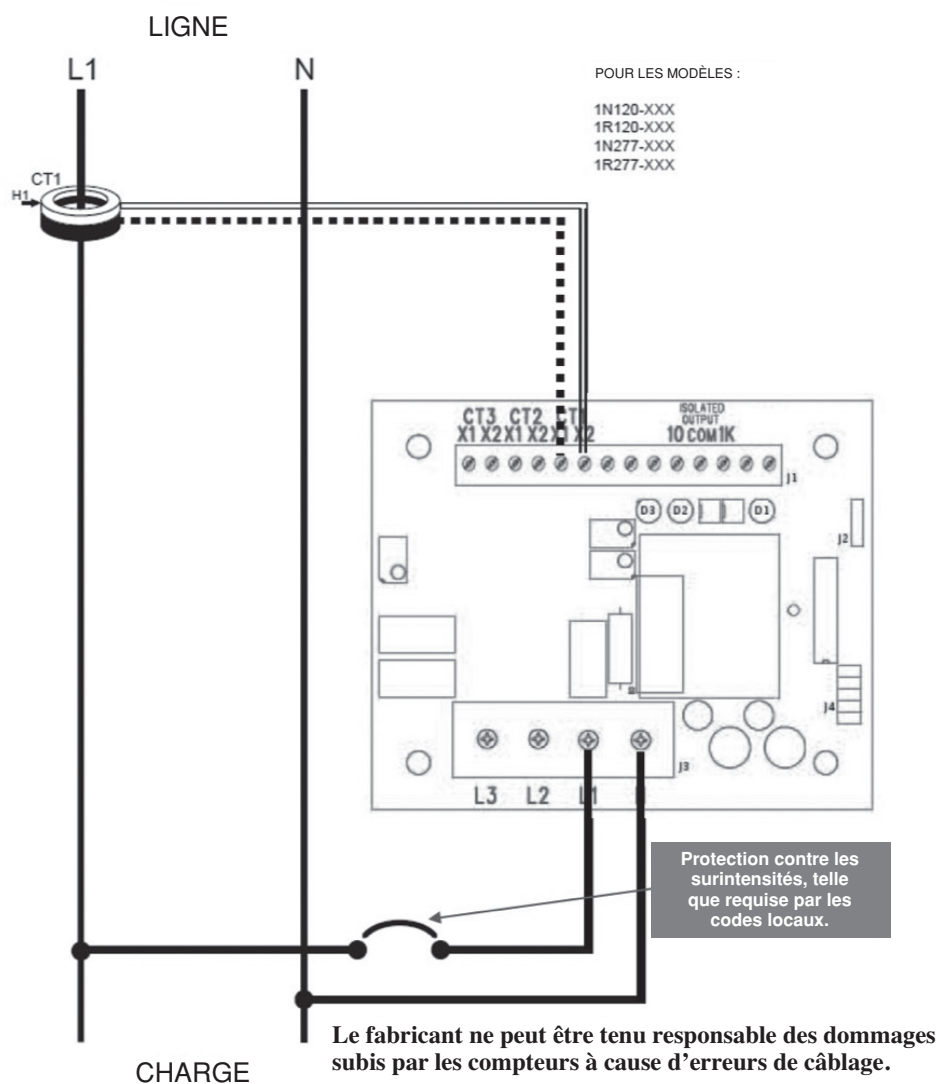 LIGNE
L1
N
POUR LES MODÈLES :
1N120-XXX
1R120-XXX
1N277-XXX
1R277-XXX
CT1
H1
CT3 CT2 CT1
X1 X2 X1 X2 X1 X2
ISOLATED
OUTPUT
10 COM 1K
J1
D3 D2 D1
J2
J4
J3
L3 L2 L1 N
Protection contre les
surintensités, telle
que requise par les
codes locaux.
Le fabricant ne peut être tenu responsable des dommages
subis par les compteurs à cause d’erreurs de câblage.
CHARGE